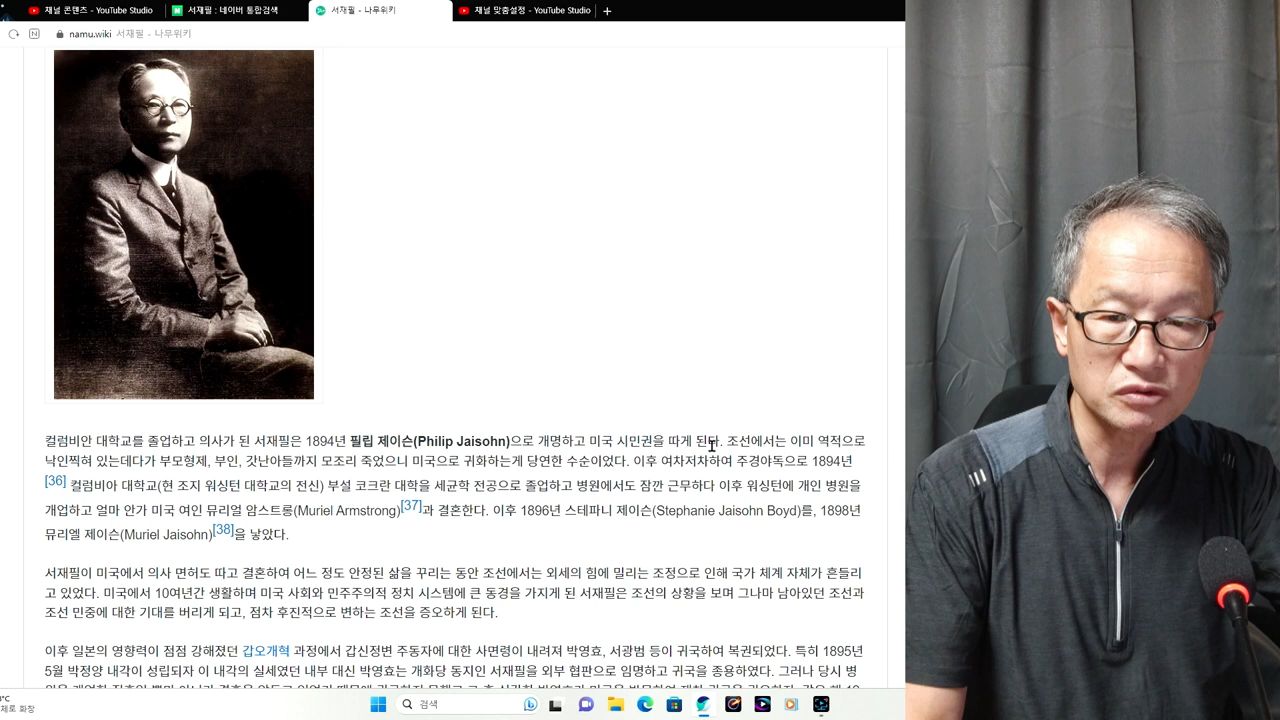 채널 콘텐츠 - YouTube Studio
서재필 : 네이버 통합검색
서재필 - 나무위키
채널 맞춤설정 - YouTube Studio
namu.wiki 서재필 - 나무위키
컬럼비안 대학교를 졸업하고 의사가 된 서재필은 1894년 필립 제이슨(Philip Jaisohn)으로 개명하고 미국 시민권을 따게 된다. 조선에서는 이미 역적으로
낙인찍혀 있는데다가 부모형제, 부인, 갓난아들까지 모조리 죽었으니 미국으로 귀화하는게 당연한 수순이었다. 이후 여차저차하여 주경야독으로 1894년
[36] 컬럼비아 대학교(현 조지 워싱턴 대학교의 전신) 부설 코크란 대학을 세균학 전공으로 졸업하고 병원에서도 잠깐 근무하다 이후 워싱턴에 개인 병원을
개업하고 얼마 안가 미국 여인 뮤리얼 암스트롱(Muriel Armstrong)[37]과 결혼한다. 이후 1896년 스테파니 제이슨(Stephanie Jaisohn Boyd)를, 1898년
뮤리엘 제이슨(Muriel Jaisohn)[38]을 낳았다.
서재필이 미국에서 의사 면허도 따고 결혼하여 어느 정도 안정된 삶을 꾸리는 동안 조선에서는 외세의 힘에 밀리는 조정으로 인해 국가 체계 자체가 흔들리
고 있었다. 미국에서 10여년간 생활하며 미국 사회와 민주주의적 정치 시스템에 큰 동경을 가지게 된 서재필은 조선의 상황을 보며 그나마 남아있던 조선과
조선 민중에 대한 기대를 버리게 되고, 점차 후진적으로 변하는 조선을 증오하게 된다.
이후 일본의 영향력이 점점 강해졌던 갑오개혁 과정에서 갑신정변 주동자에 대한 사면령이 내려져 박영효, 서광범 등이 귀국하여 복권되었다. 특히 1895년
5월 박정양 내각이 성립되자 이 내각의 실세였던 내부 대신 박영효는 개화당 동지인 서재필을 외부 협판으로 임명하고 귀국을 종용하였다. 그러나 당시 병
3°C
제로 화창
검색